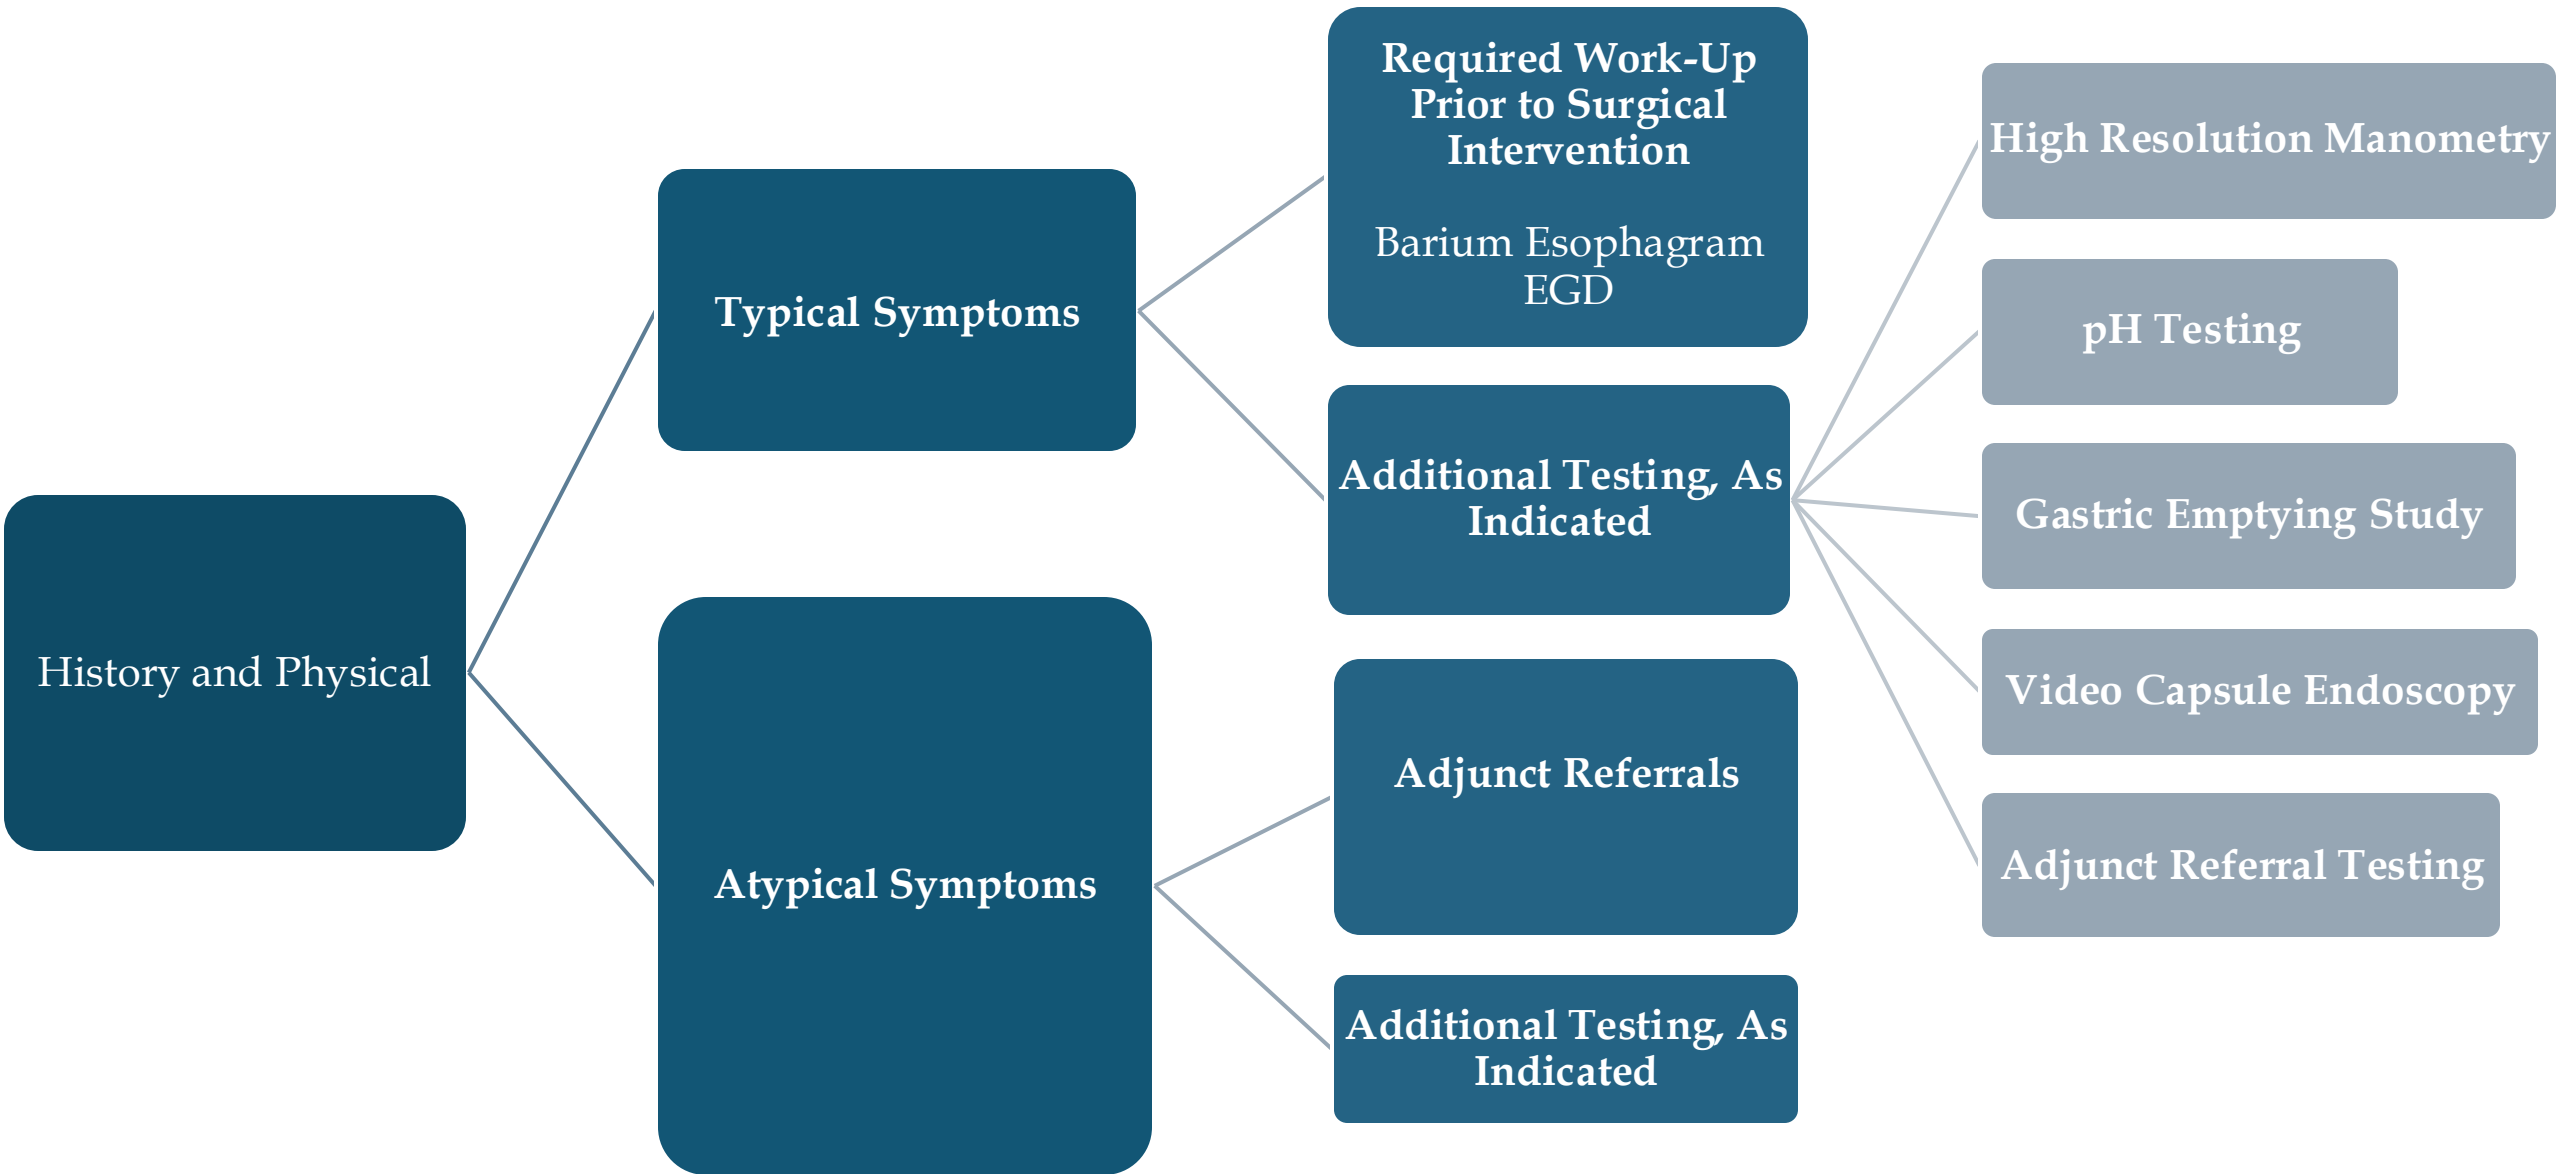 History and Physical
Typical Symptoms
Required Work-Up
Prior to Surgical
Intervention
Barium Esophagram
EGD
Additional Testing, As
Indicated
High Resolution Manometry
pH Testing
Gastric Emptying Study
Video Capsule Endoscopy
Adjunct Referral Testing
Atypical Symptoms
Adjunct Referrals
Additional Testing, As
Indicated